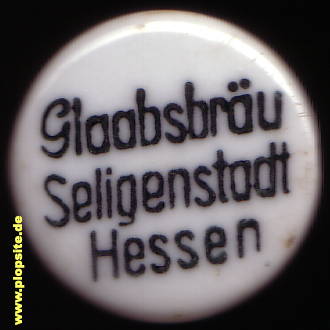 Glaabsbräu
Seligenstadt
Hessen
www.plopsite.de